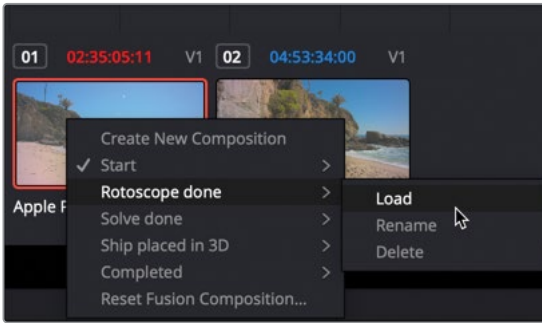 01 02:35:05:11 V1 02 04:53:34:00 V1
Create New Composition
Start
Rotoscope done
Load
Apple
Solve done
Rename
Ship placed in 3D
Delete
Completed
Reset Fusion Composition...